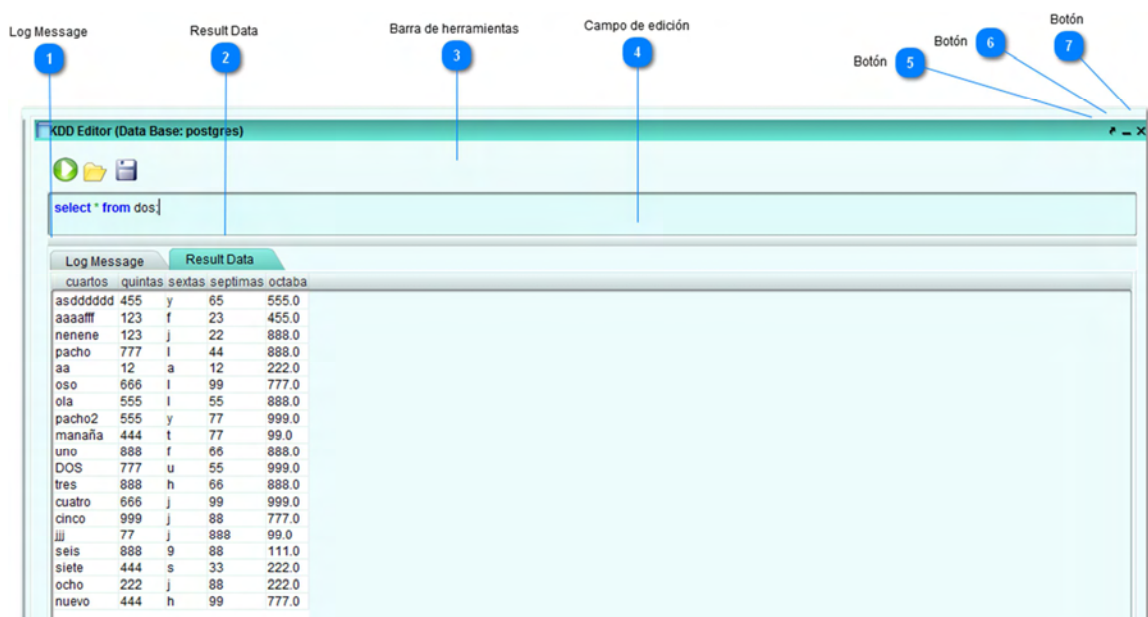 Log Message
Result Data
Barra de herramientas
Campo de edición
Botón
Botón
Botón
1
2
3
4
5
6
7
KDD Editor (Data Base: postgres)
select * from dos;
Log Message Result Data
cuartos quintas sextas septimas octaba
asdddddd 455 y 65 555.0
aaaafff 123 f 23 455.0
nenene 123 j 22 888.0
pacho 777 l 44 888.0
aa 12 a 12 222.0
oso 666 l 99 777.0
ola 555 l 55 888.0
pacho2 555 y 77 999.0
manaña 444 t 77 99.0
uno 888 f 66 888.0
DOS 777 u 55 999.0
tres 888 h 66 888.0
cuatro 666 j 99 999.0
cinco 999 j 88 777.0
jjj 77 j 888 99.0
seis 888 9 88 111.0
siete 444 s 33 222.0
ocho 222 j 88 222.0
nuevo 444 h 99 777.0